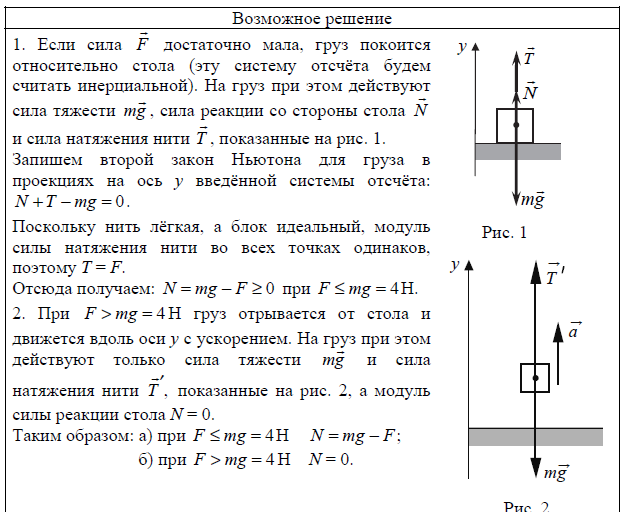 Возможное решение
1. Если сила F⃗ достаточно мала, груз покоится
относительно стола (эту систему отсчёта будем
считать инерциальной). На груз при этом действуют
сила тяжести mg⃗, сила реакции со стороны стола N⃗
и сила натяжения нити T⃗, показанные на рис. 1.
Запишем второй закон Ньютона для груза в
проекциях на ось y введённой системы отсчёта:
N + T − mg = 0.
Поскольку нить лёгкая, а блок идеальный, модуль
силы натяжения нити во всех точках одинаков,
поэтому T = F.
Отсюда получаем: N = mg − F ≥ 0 при F ≤ mg = 4 Н.
2. При F > mg = 4 Н груз отрывается от стола и
движется вдоль оси y с ускорением. На груз при этом
действуют только сила тяжести mg⃗ и сила
натяжения нити T⃗′, показанные на рис. 2, а модуль
силы реакции стола N = 0.
Таким образом: а) при F ≤ mg = 4 Н N = mg − F;
б) при F > mg = 4 Н N = 0.
y
T⃗
N⃗
mg⃗
Рис. 1
y
T⃗′
a⃗
mg⃗
Рис. 2